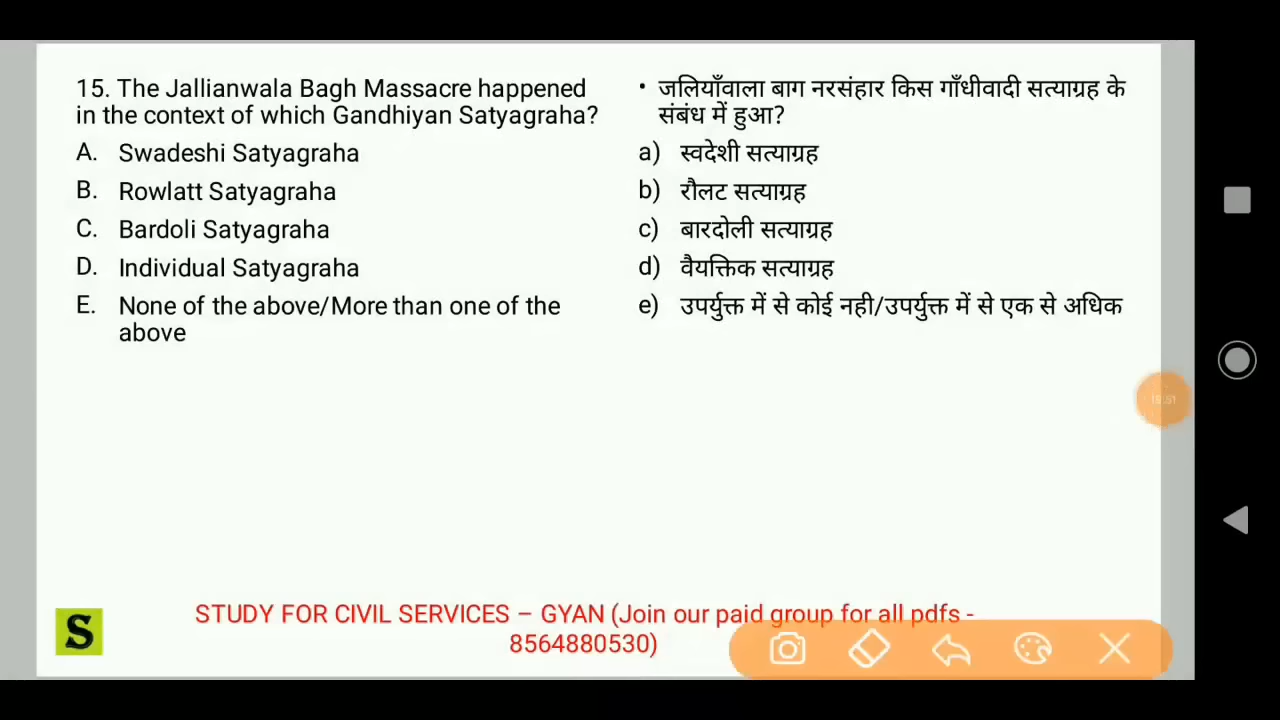 15. The Jallianwala Bagh Massacre happened
in the context of which Gandhiyan Satyagraha?
A. Swadeshi Satyagraha
B. Rowlatt Satyagraha
C. Bardoli Satyagraha
D. Individual Satyagraha
E. None of the above/More than one of the
above
• जलियाँवाला बाग नरसंहार किस गाँधीवादी सत्याग्रह के
संबंध में हुआ?
a) स्वदेशी सत्याग्रह
b) रौलट सत्याग्रह
c) बारदोली सत्याग्रह
d) वैयक्तिक सत्याग्रह
e) उपर्युक्त में से कोई नही/उपर्युक्त में से एक से अधिक
S
STUDY FOR CIVIL SERVICES – GYAN (Join our paid group for all pdfs -
8564880530)